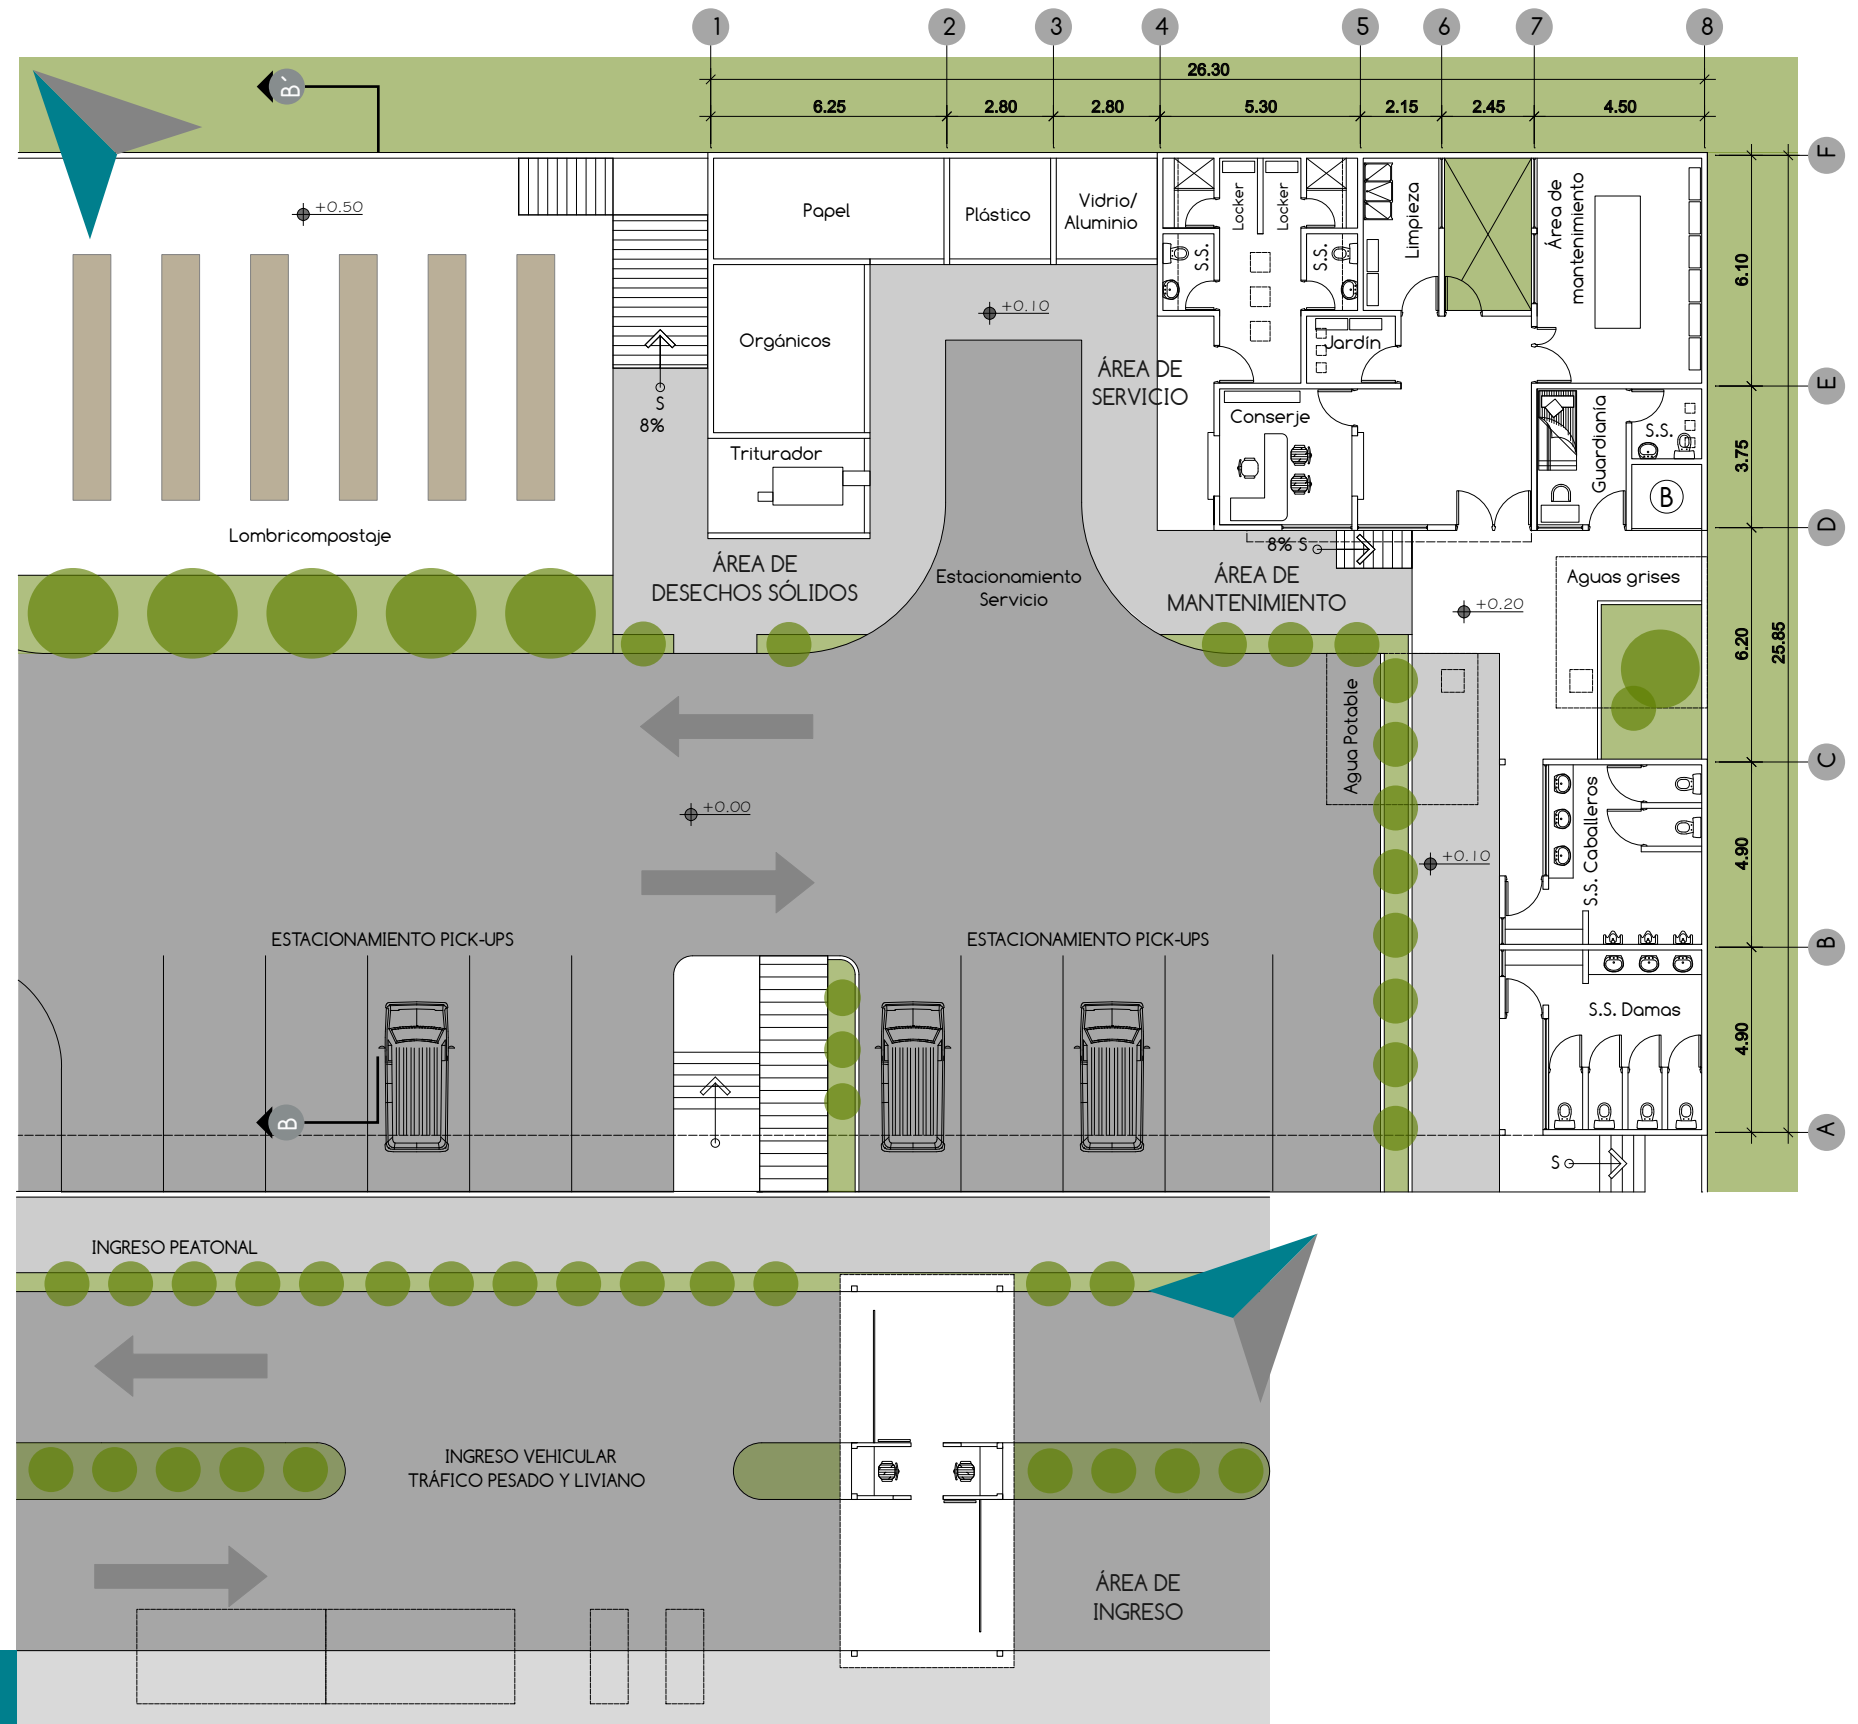 1 2 3 4 5 6 7 8
26.30
6.25 2.80 2.80 5.30 2.15 2.45 4.50
B´
F
E
D
C
B
A
6.10
3.75
6.20
4.90
4.90
25.85
+0.50
Papel
Plástico
Vidrio/
Aluminio
Locker
Locker
S.S.
S.S.
Limpieza
Área de
mantenimiento
+0.10
Orgánicos
Jardín
S
8%
ÁREA DE
SERVICIO
Conserje
Guardianía
S.S.
B
Triturador
Lombricompostaje
ÁREA DE
DESECHOS SÓLIDOS
Estacionamiento
Servicio
8% S
ÁREA DE
MANTENIMIENTO
Aguas grises
+0.20
Agua Potable
+0.00
+0.10
S.S. Caballeros
ESTACIONAMIENTO PICK-UPS
ESTACIONAMIENTO PICK-UPS
S.S. Damas
B
S
INGRESO PEATONAL
INGRESO VEHICULAR
TRÁFICO PESADO Y LIVIANO
ÁREA DE
INGRESO